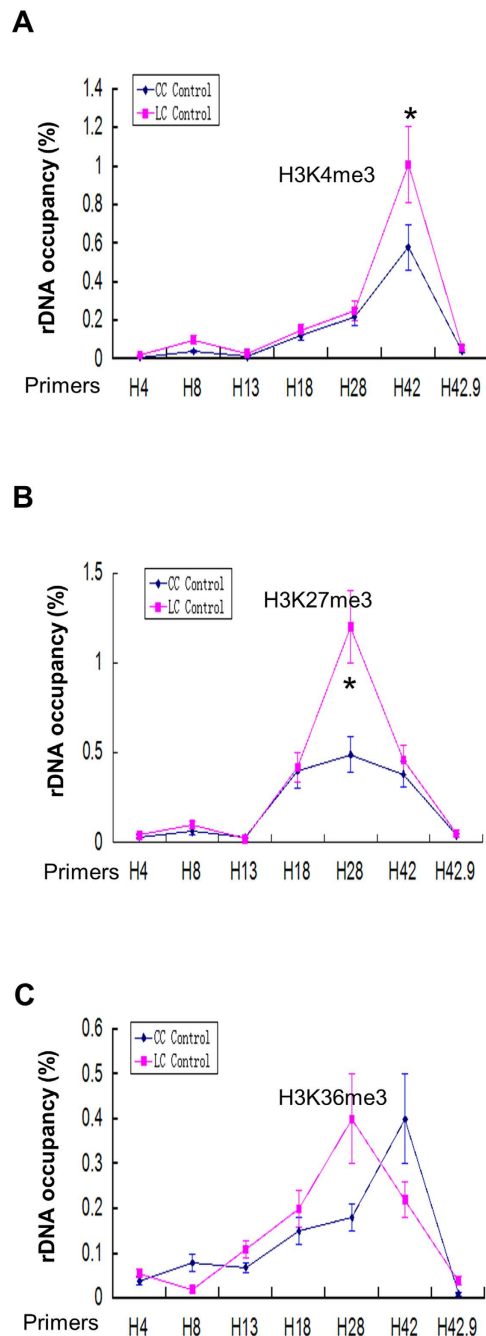 A
CC Control
LC Control
rDNA occupancy (%)
1.4
1.2
1
0.8
0.6
0.4
0.2
0
H3K4me3
*
Primers H4 H8 H13 H18 H28 H42 H42.9
B
CC Control
LC Control
rDNA occupancy (%)
1.5
1
0.5
0
H3K27me3
*
Primers H4 H8 H13 H18 H28 H42 H42.9
C
CC Control
LC Control
rDNA occupancy (%)
0.6
0.5
0.4
0.3
0.2
0.1
0
H3K36me3
Primers H4 H8 H13 H18 H28 H42 H42.9